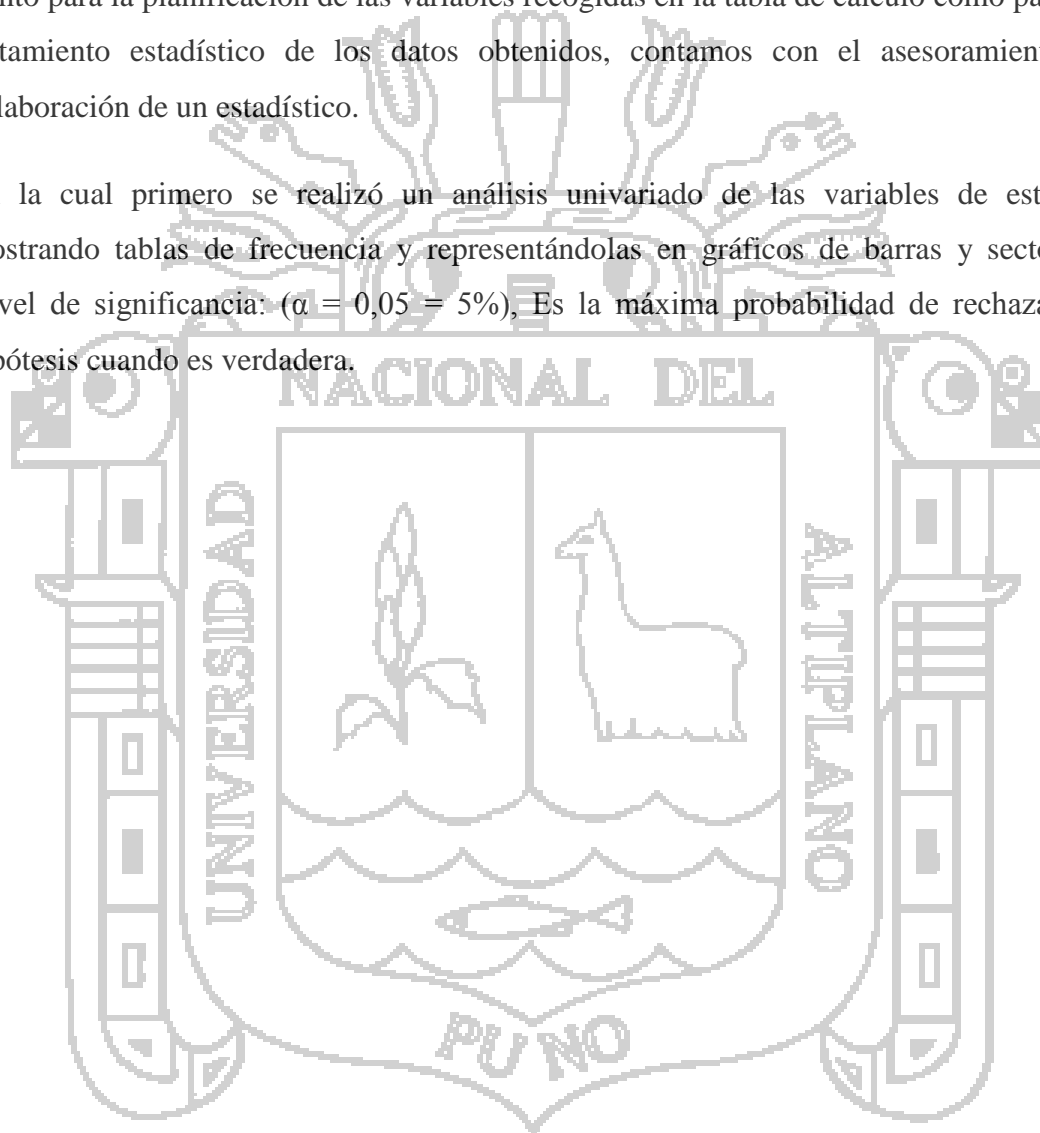 nto para la planificación de las variables recogidas en la tabla de cálculo como pa
tamiento estadístico de los datos obtenidos, contamos con el asesoramient
laboración de un estadístico.
la cual primero se realizó un análisis univariado de las variables de est
ostrando tablas de frecuencia y representándolas en gráficos de barras y secto
vel de significancia: (α = 0,05 = 5%), Es la máxima probabilidad de rechaza
pótesis cuando es verdadera.
NACIONAL DEL
UNIVERSIDAD
ALTIPLANO
PUNO